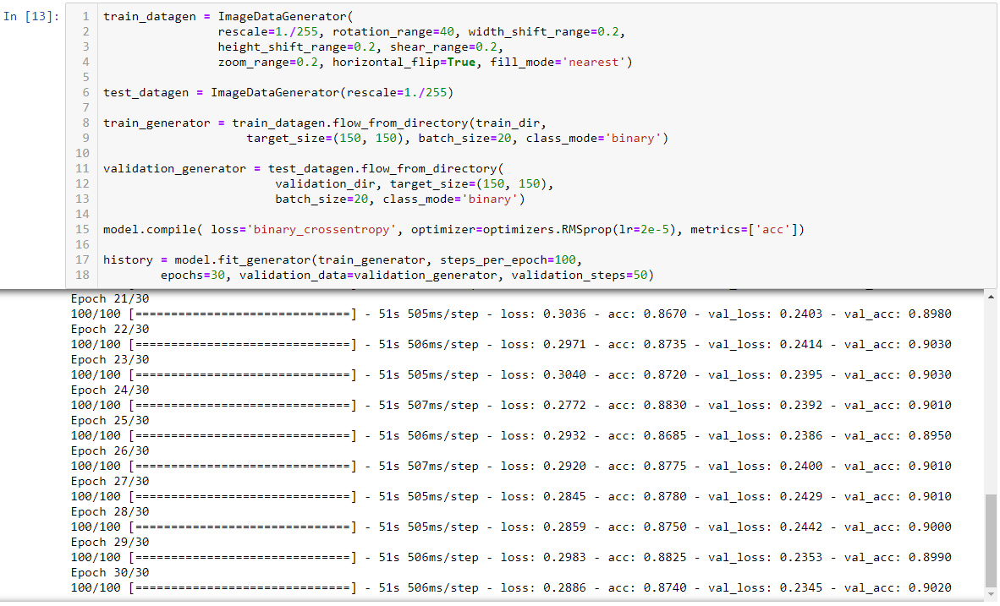 In [13]:
1 train_datagen = ImageDataGenerator(
2 rescale=1./255, rotation_range=40, width_shift_range=0.2,
3 height_shift_range=0.2, shear_range=0.2,
4 zoom_range=0.2, horizontal_flip=True, fill_mode='nearest')
5
6 test_datagen = ImageDataGenerator(rescale=1./255)
7
8 train_generator = train_datagen.flow_from_directory(train_dir,
9 target_size=(150, 150), batch_size=20, class_mode='binary')
10
11 validation_generator = test_datagen.flow_from_directory(
12 validation_dir, target_size=(150, 150),
13 batch_size=20, class_mode='binary')
14
15 model.compile( loss='binary_crossentropy', optimizer=optimizers.RMSprop(lr=2e-5), metrics=['acc'])
16
17 history = model.fit_generator(train_generator, steps_per_epoch=100,
18 epochs=30, validation_data=validation_generator, validation_steps=50)
Epoch 21/30
100/100 [==============================] - 51s 505ms/step - loss: 0.3036 - acc: 0.8670 - val_loss: 0.2403 - val_acc: 0.8980
Epoch 22/30
100/100 [==============================] - 51s 506ms/step - loss: 0.2971 - acc: 0.8735 - val_loss: 0.2414 - val_acc: 0.9030
Epoch 23/30
100/100 [==============================] - 51s 505ms/step - loss: 0.3040 - acc: 0.8720 - val_loss: 0.2395 - val_acc: 0.9030
Epoch 24/30
100/100 [==============================] - 51s 507ms/step - loss: 0.2772 - acc: 0.8830 - val_loss: 0.2392 - val_acc: 0.9010
Epoch 25/30
100/100 [==============================] - 51s 506ms/step - loss: 0.2932 - acc: 0.8685 - val_loss: 0.2386 - val_acc: 0.8950
Epoch 26/30
100/100 [==============================] - 51s 507ms/step - loss: 0.2920 - acc: 0.8775 - val_loss: 0.2400 - val_acc: 0.9010
Epoch 27/30
100/100 [==============================] - 51s 505ms/step - loss: 0.2845 - acc: 0.8780 - val_loss: 0.2429 - val_acc: 0.9010
Epoch 28/30
100/100 [==============================] - 51s 505ms/step - loss: 0.2859 - acc: 0.8750 - val_loss: 0.2442 - val_acc: 0.9000
Epoch 29/30
100/100 [==============================] - 51s 506ms/step - loss: 0.2983 - acc: 0.8825 - val_loss: 0.2353 - val_acc: 0.8990
Epoch 30/30
100/100 [==============================] - 51s 506ms/step - loss: 0.2886 - acc: 0.8740 - val_loss: 0.2345 - val_acc: 0.9020